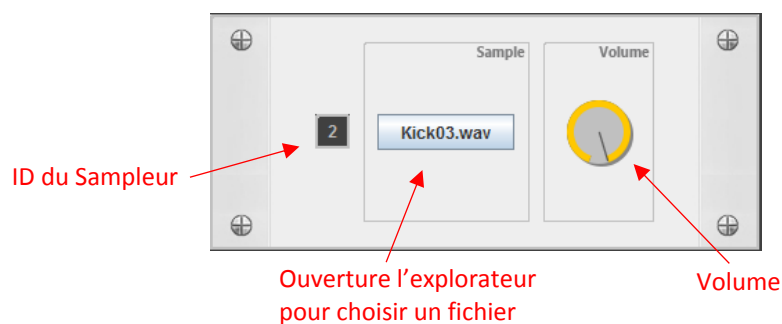 Sample
Volume
2
Kick03.wav
ID du Sampleur
Ouverture l’explorateur
pour choisir un fichier
Volume